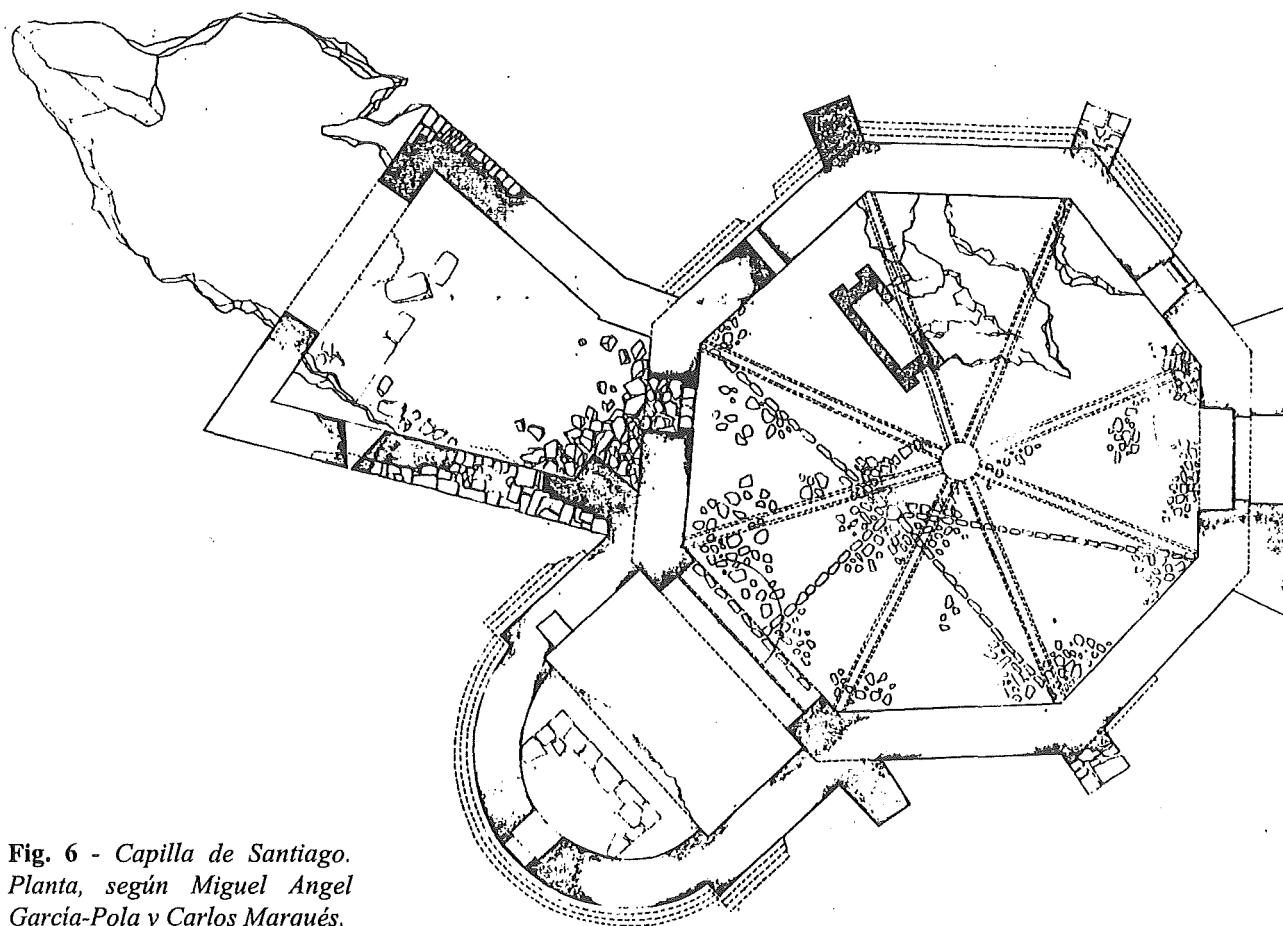 Fig. 6 - Capilla de Santiago.
Planta, según Miguel Angel
García-Pola y Carlos Marqués.